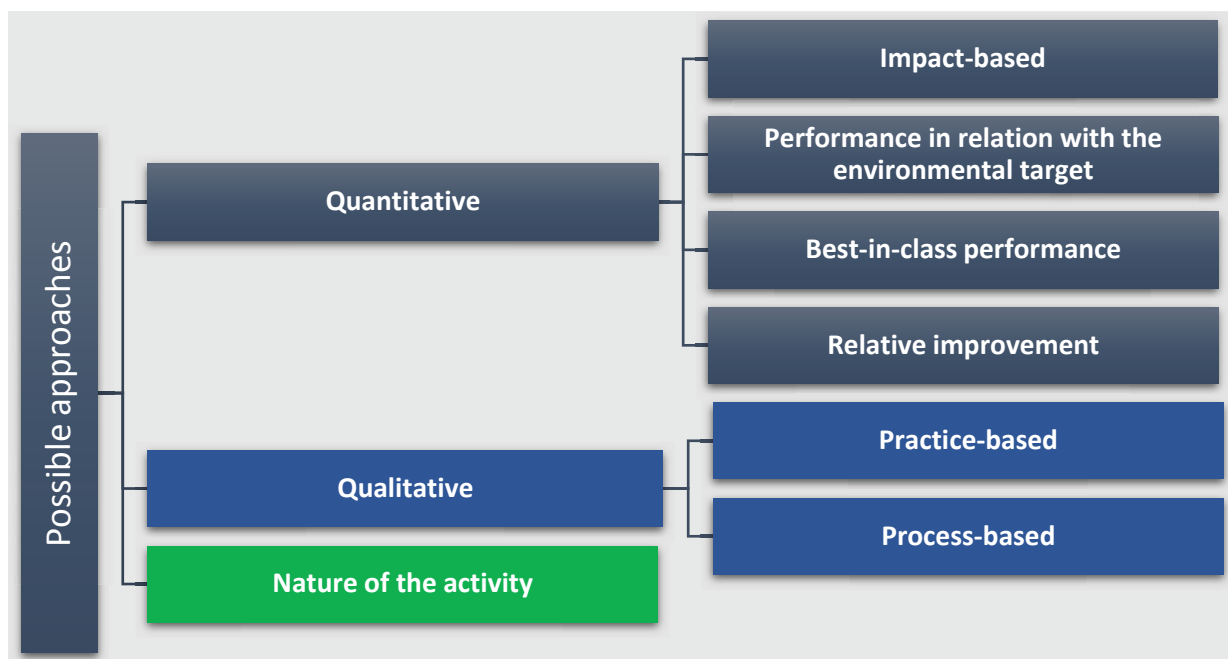 Possible approaches
Quantitative
Impact-based
Performance in relation with the
environmental target
Best-in-class performance
Relative improvement
Qualitative
Practice-based
Process-based
Nature of the activity